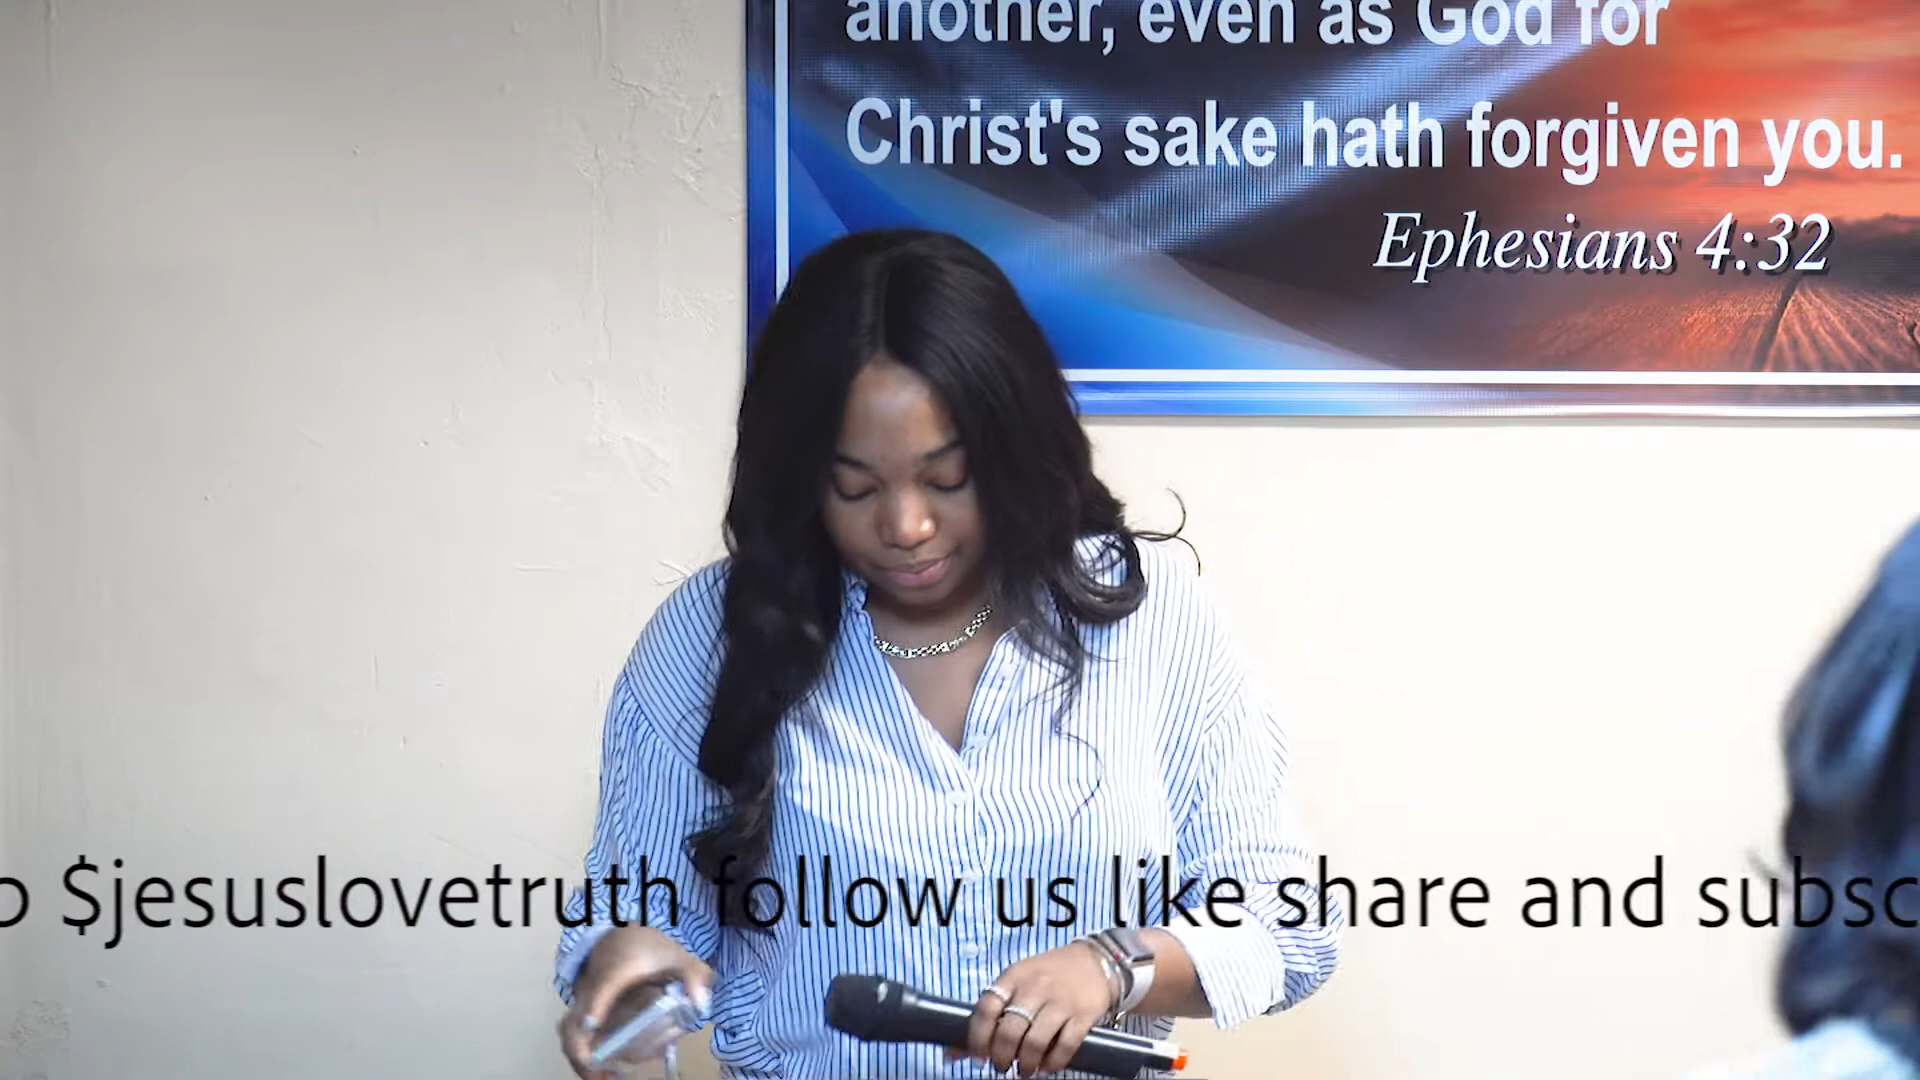 another, even as God for
Christ's sake hath forgiven you.
Ephesians 4:32
$jesuslovetruth follow us like share and